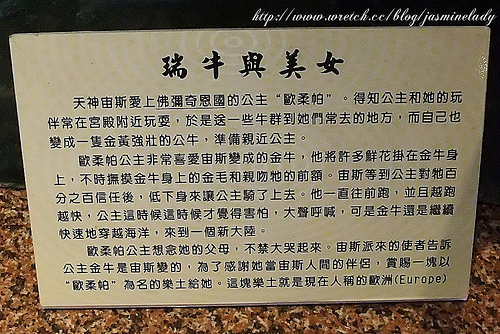 http://www.wretch.cc/blog/jasminelady
瑞牛與美女
天神宙斯愛上佛彌奇恩國的公主“歐柔帕”。得知公主和她的玩
伴常在宮殿附近玩耍，於是送一些牛群到她們常去的地方，而自己也
變成一隻金黃強壯的公牛，準備親近公主。
歐柔帕公主非常喜愛宙斯變成的金牛，他將許多鮮花掛在金牛身
上，不時撫摸金牛身上的金毛和親吻牠的前額。宙斯等到公主對牠百
分之百信任後，低下身來讓公主騎了上去。他一直往前跑，並且越跑
越快，公主這時候這時候才覺得害怕，大聲呼喊，可是金牛還是繼續
快速地穿越海洋，來到一個新大陸。
歐柔帕公主想念她的父母，不禁大哭起來。宙斯派來的使者告訴
公主金牛是宙斯變的，為了感謝她當宙斯人間的伴侶，賞賜一塊以
“歐柔帕”為名的樂土給她。這塊樂土就是現在人稱的歐洲(Europe)